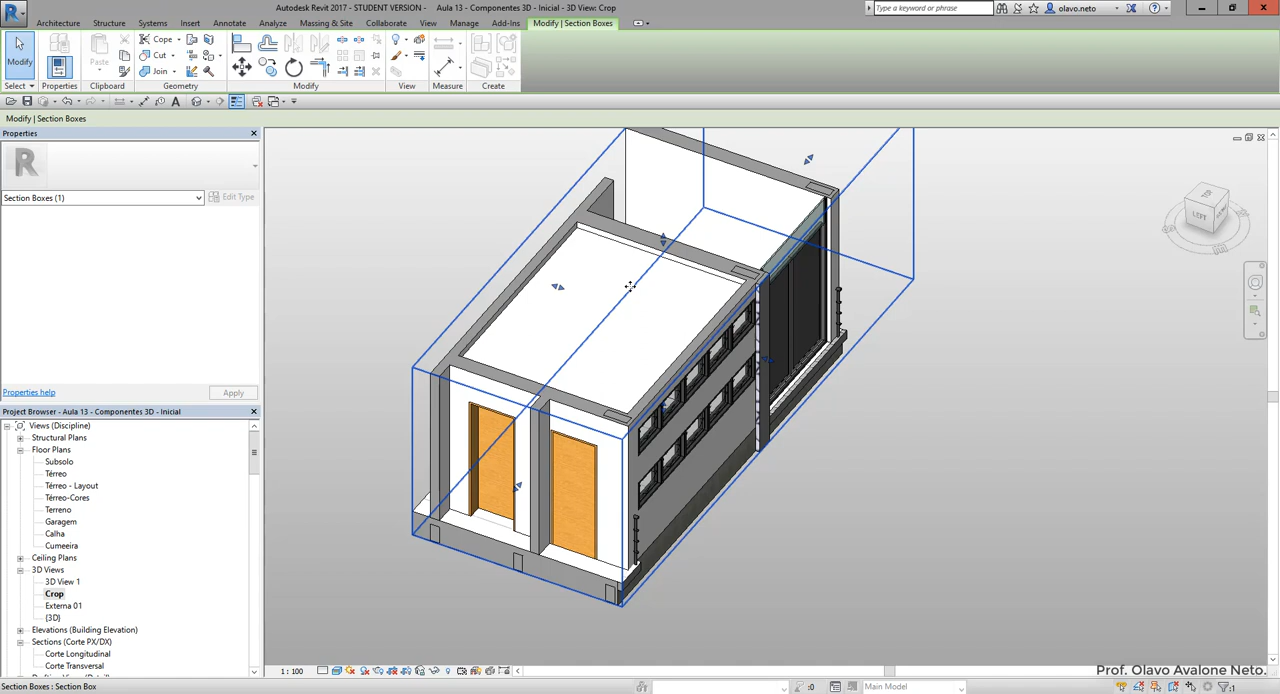 Autodesk Revit 2017 - STUDENT VERSION - Aula 13 - Componentes 3D - Inicial - 3D View: Crop
Type a keyword or phrase
olavo.neto
Architecture Structure Systems Insert Annotate Analyze Massing & Site Collaborate View Manage Add-Ins Modify | Section Boxes
Modify
Paste
Cope
Cut
Join
Select Properties Clipboard Geometry Modify View Measure Create
Modify | Section Boxes
Properties
Section Boxes (1)
Edit Type
Properties help
Apply
Project Browser - Aula 13 - Componentes 3D - Inicial
Views (Discipline)
Structural Plans
Floor Plans
Subsolo
Térreo
Térreo - Layout
Térreo-Cores
Terreno
Garagem
Calha
Cumeeira
Ceiling Plans
3D Views
3D View 1
Crop
Externa 01
{3D}
Elevations (Building Elevation)
Sections (Corte PX/DX)
Corte Longitudinal
Corte Transversal
LEFT
1 : 100
Prof. Olavo Avalone Neto.
Section Boxes : Section Box
:0
Main Model
:1